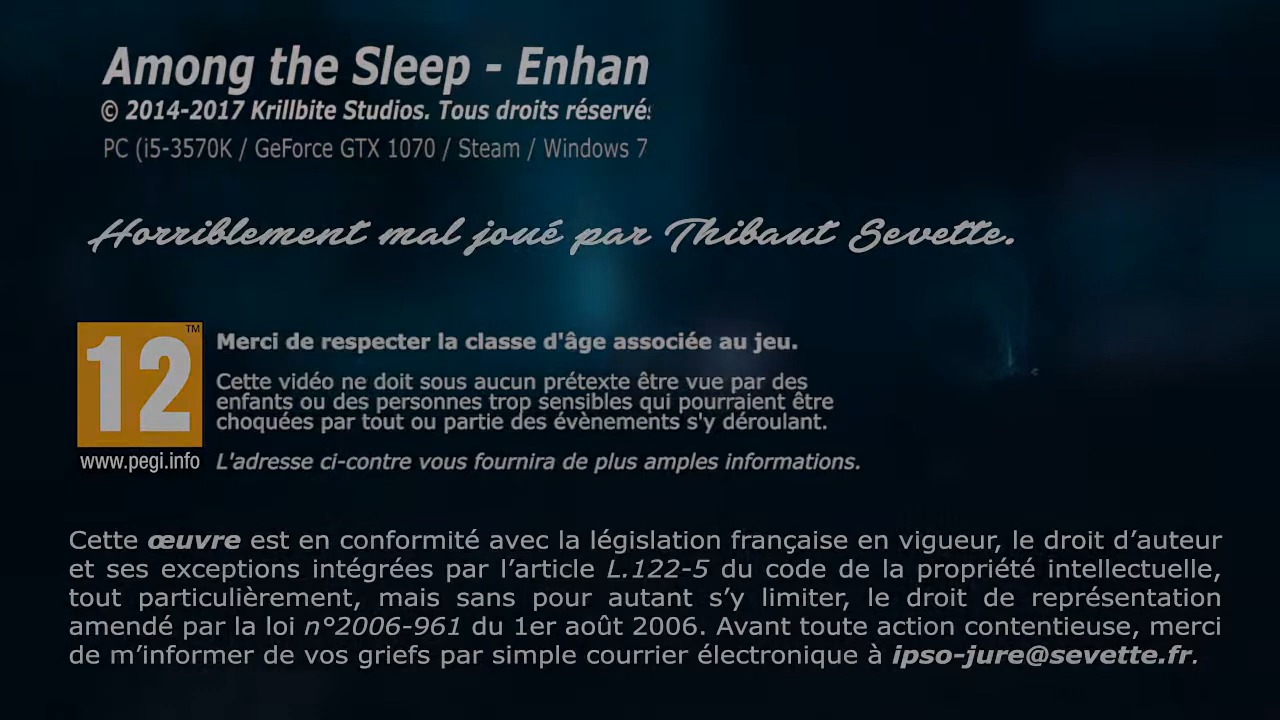 Among the Sleep - Enhan
© 2014-2017 Krillbite Studios. Tous droits réservés
PC (i5-3570K / GeForce GTX 1070 / Steam / Windows 7
Horriblement mal joué par Thibaut Sevette.
12 ™
www.pegi.info
Merci de respecter la classe d'âge associée au jeu.
Cette vidéo ne doit sous aucun prétexte être vue par des
enfants ou des personnes trop sensibles qui pourraient être
choquées par tout ou partie des évènements s'y déroulant.
L'adresse ci-contre vous fournira de plus amples informations.
Cette œuvre est en conformité avec la législation française en vigueur, le droit d’auteur
et ses exceptions intégrées par l’article L.122-5 du code de la propriété intellectuelle,
tout particulièrement, mais sans pour autant s’y limiter, le droit de représentation
amendé par la loi n°2006-961 du 1er août 2006. Avant toute action contentieuse, merci
de m’informer de vos griefs par simple courrier électronique à ipso-jure@sevette.fr.